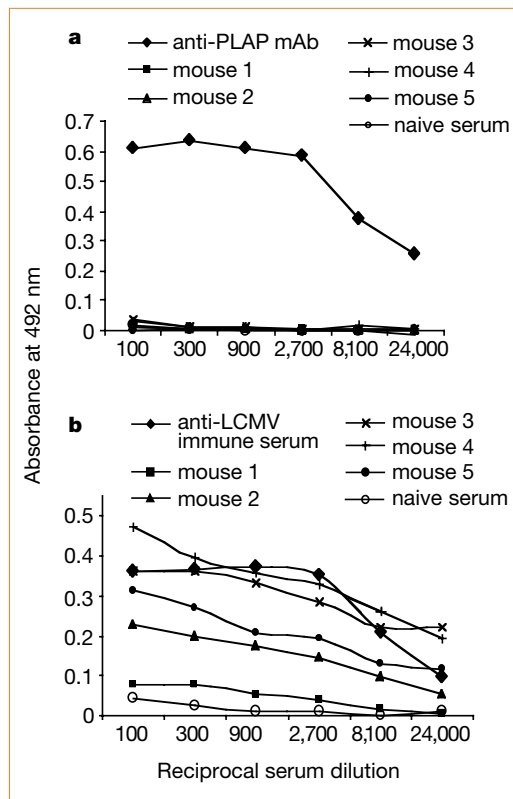 a
anti-PLAP mAb
mouse 1
mouse 2
mouse 3
mouse 4
mouse 5
naive serum
0.7
0.6
0.5
0.4
0.3
0.2
0.1
0
100 300 900 2,700 8,100 24,000
Absorbance at 492 nm
b
anti-LCMV
immune serum
mouse 1
mouse 2
mouse 3
mouse 4
mouse 5
naive serum
0.5
0.4
0.3
0.2
0.1
0
100 300 900 2,700 8,100 24,000
Reciprocal serum dilution